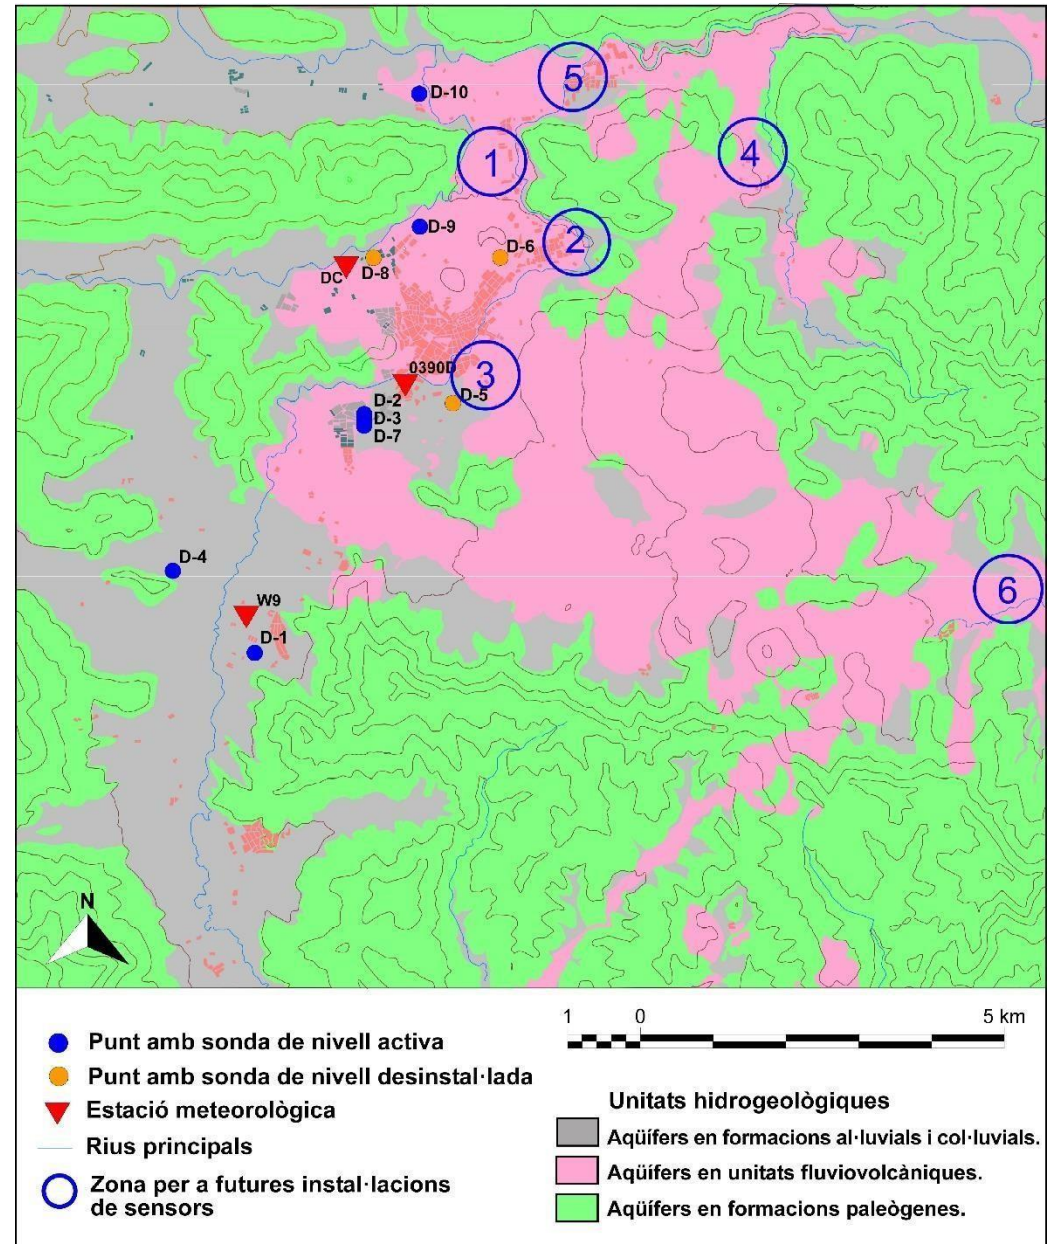 5
D-10
1
4
D-9
2
D-6
D-8
DC
0390D
3
D-2
D-5
D-3
D-7
D-4
6
W9
D-1
N
1 0 5 km
Punt amb sonda de nivell activa
Punt amb sonda de nivell desinstal·lada
Estació meteorològica
Rius principals
Zona per a futures instal·lacions
de sensors
Unitats hidrogeològiques
Aqüífers en formacions al·luvials i col·luvials.
Aqüífers en unitats fluviovolcàniques.
Aqüífers en formacions paleògenes.